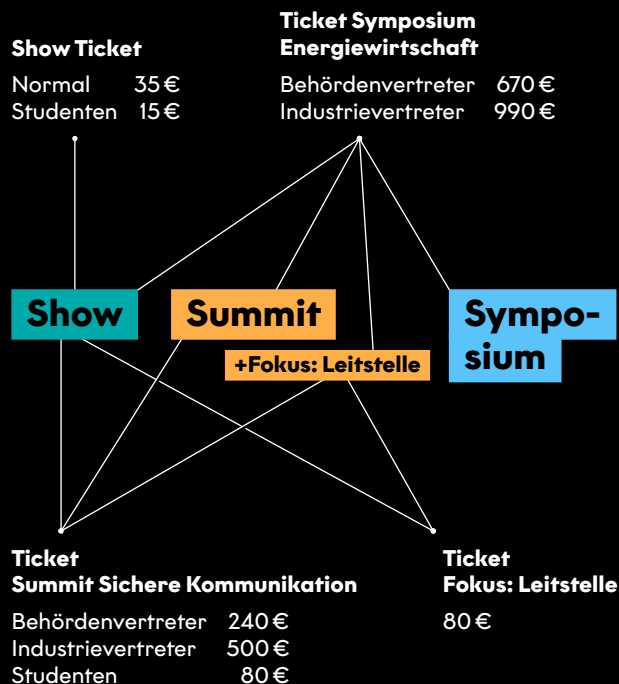 Show Ticket
Normal 35 €
Studenten 15 €
Ticket Symposium
Energiewirtschaft
Behördenvertreter 670 €
Industrievertreter 990 €
Show
Summit
+Fokus: Leitstelle
Sympo-
sium
Ticket
Summit Sichere Kommunikation
Behördenvertreter 240 €
Industrievertreter 500 €
Studenten 80 €
Ticket
Fokus: Leitstelle
80 €